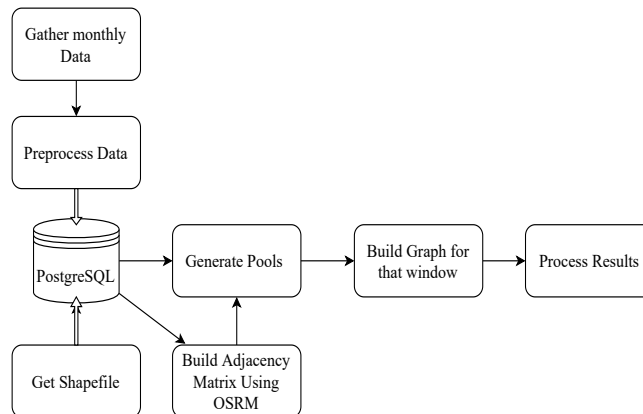 Gather monthly
Data
Preprocess Data
PostgreSQL
Generate Pools
Build Graph for
that window
Process Results
Get Shapefile
Build Adjacency
Matrix Using
OSRM